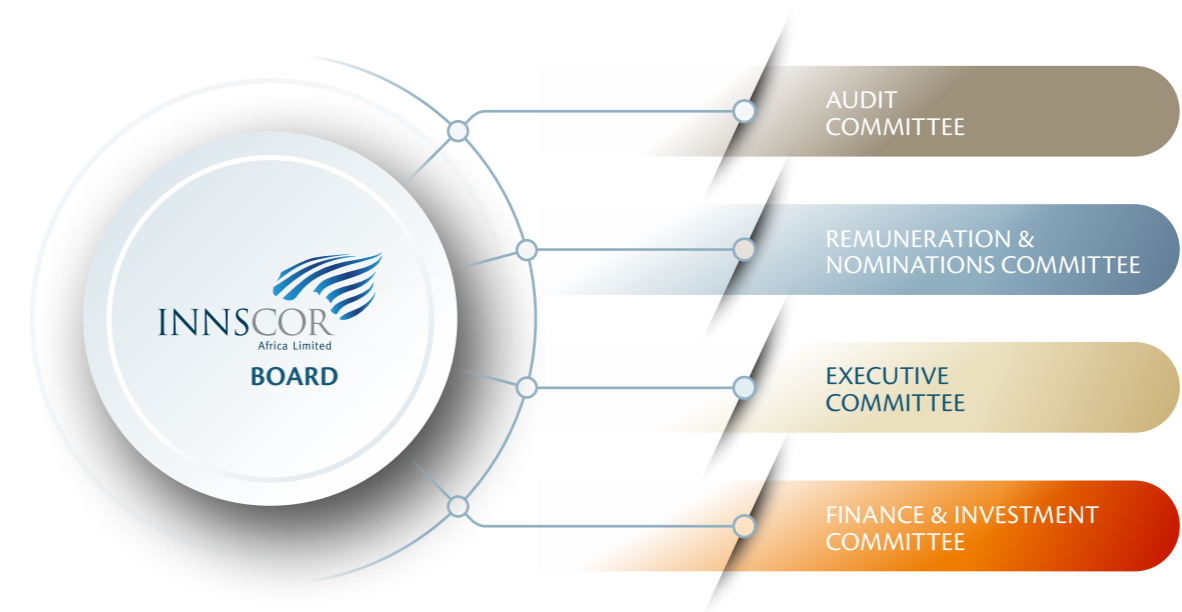 INNSCOR
Africa Limited
BOARD
AUDIT
COMMITTEE
REMUNERATION &
NOMINATIONS COMMITTEE
EXECUTIVE
COMMITTEE
FINANCE & INVESTMENT
COMMITTEE